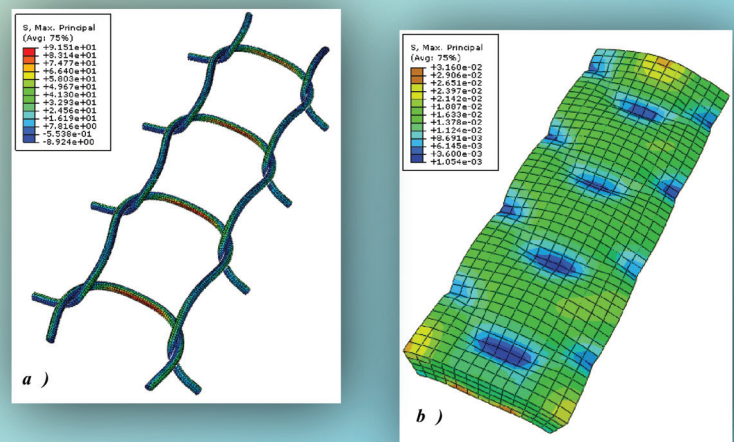 S, Max. Principal
(Avg: 75%)
+9.151e+01
+8.314e+01
+7.477e+01
+6.640e+01
+5.803e+01
+4.967e+01
+4.130e+01
+3.293e+01
+2.456e+01
+1.619e+01
+7.816e+00
-5.538e-01
-8.924e+00
a )
S, Max. Principal
(Avg: 75%)
+3.160e-02
+2.906e-02
+2.651e-02
+2.397e-02
+2.142e-02
+1.887e-02
+1.633e-02
+1.378e-02
+1.124e-02
+8.691e-03
+6.145e-03
+3.600e-03
+1.054e-03
b )